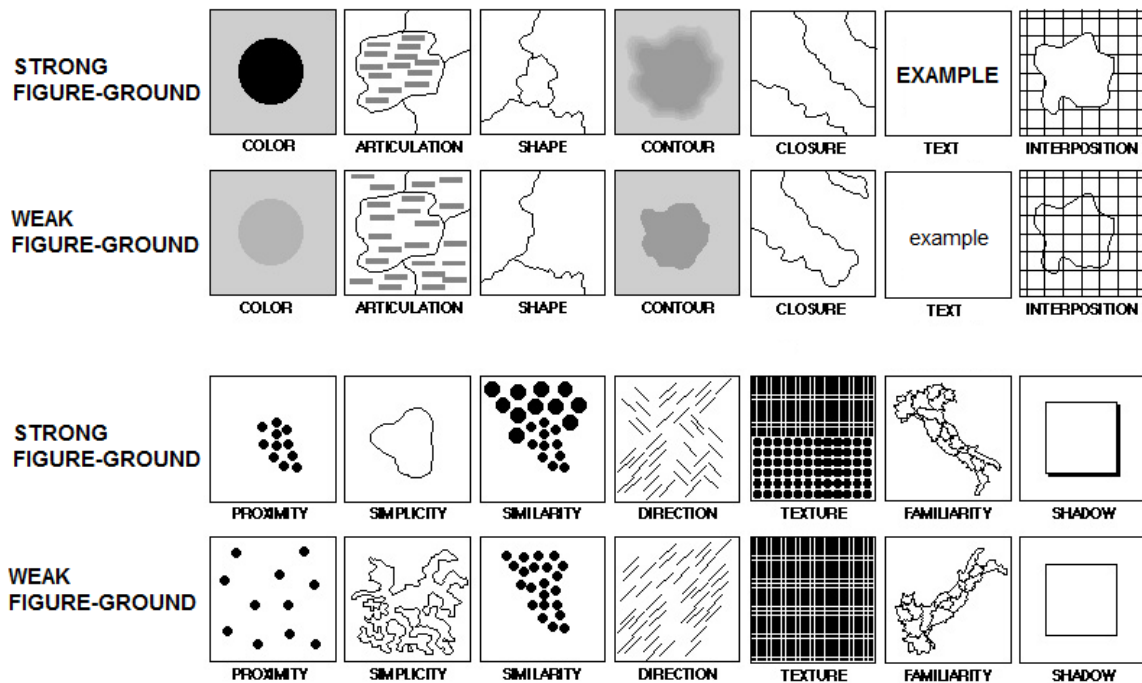 STRONG
FIGURE-GROUND
EXAMPLE
COLOR ARTICULATION SHAPE CONTOUR CLOSURE TEXT INTERPOSITION
WEAK
FIGURE-GROUND
example
COLOR ARTICULATION SHAPE CONTOUR CLOSURE TEXT INTERPOSITION
STRONG
FIGURE-GROUND
PROXIMITY SIMPLICITY SIMILARITY DIRECTION TEXTURE FAMILIARITY SHADOW
WEAK
FIGURE-GROUND
PROXIMITY SIMPLICITY SIMILARITY DIRECTION TEXTURE FAMILIARITY SHADOW